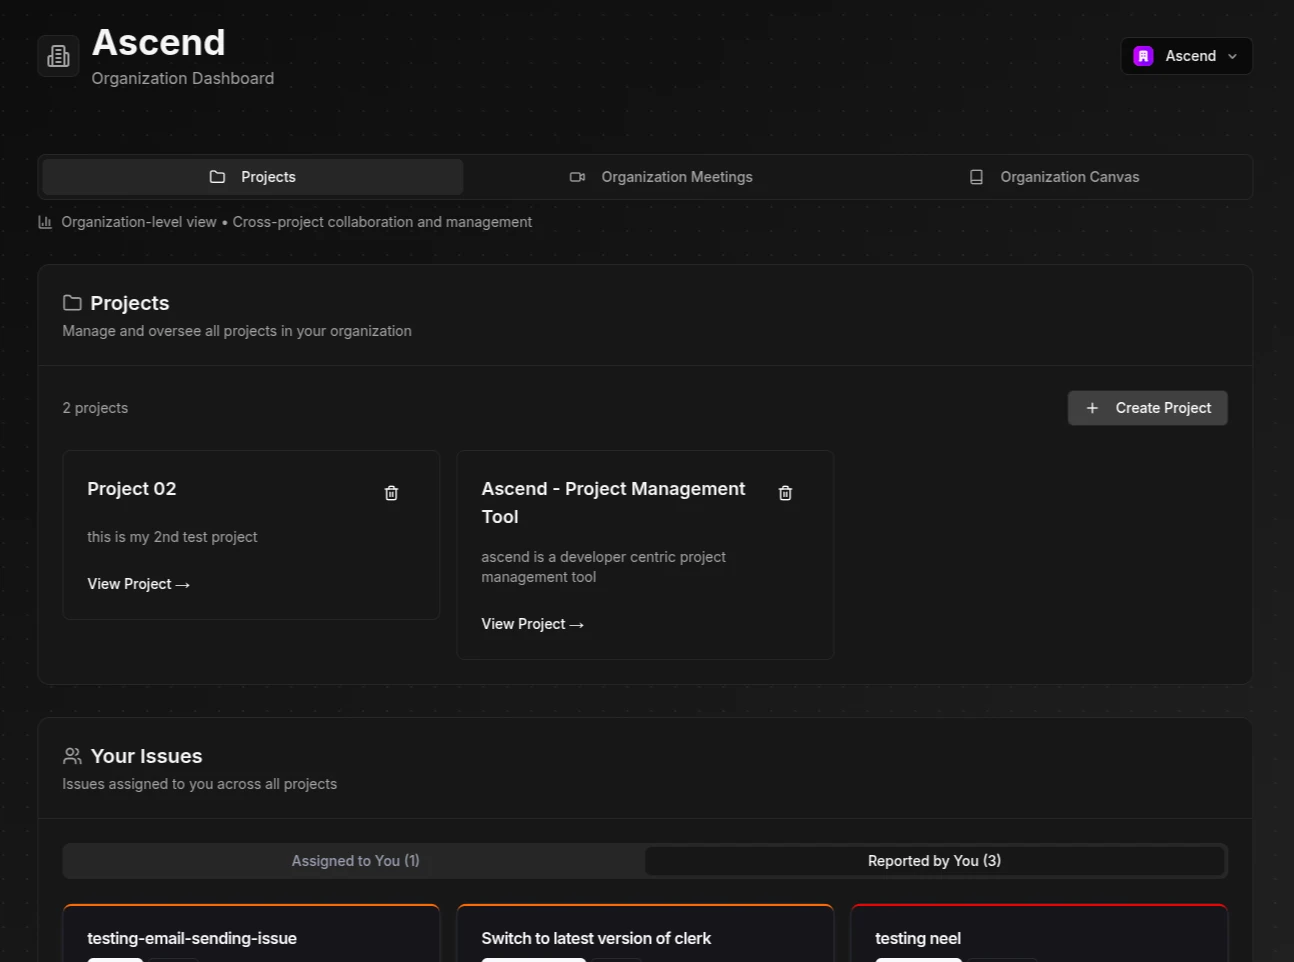 Ascend
Organization Dashboard
Ascend
Projects
Organization Meetings
Organization Canvas
Organization-level view • Cross-project collaboration and management
Projects
Manage and oversee all projects in your organization
2 projects
+ Create Project
Project 02
this is my 2nd test project
View Project →
Ascend - Project Management
Tool
ascend is a developer centric project
management tool
View Project →
Your Issues
Issues assigned to you across all projects
Assigned to You (1)
Reported by You (3)
testing-email-sending-issue
Switch to latest version of clerk
testing neel